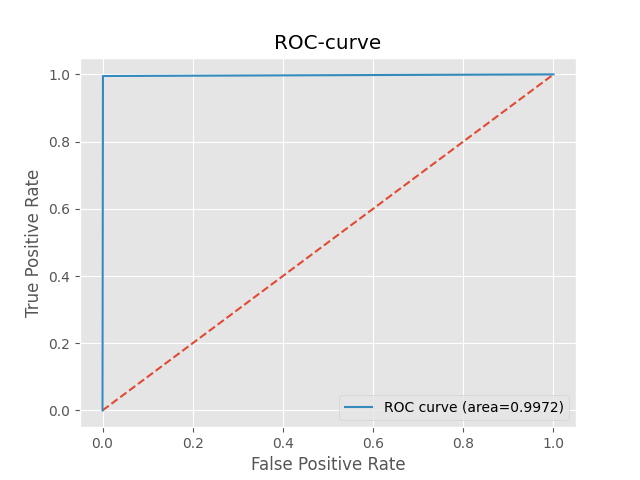 ROC-curve
True Positive Rate
1.0
0.8
0.6
0.4
0.2
0.0
ROC curve (area=0.9972)
0.0 0.2 0.4 0.6 0.8 1.0
False Positive Rate